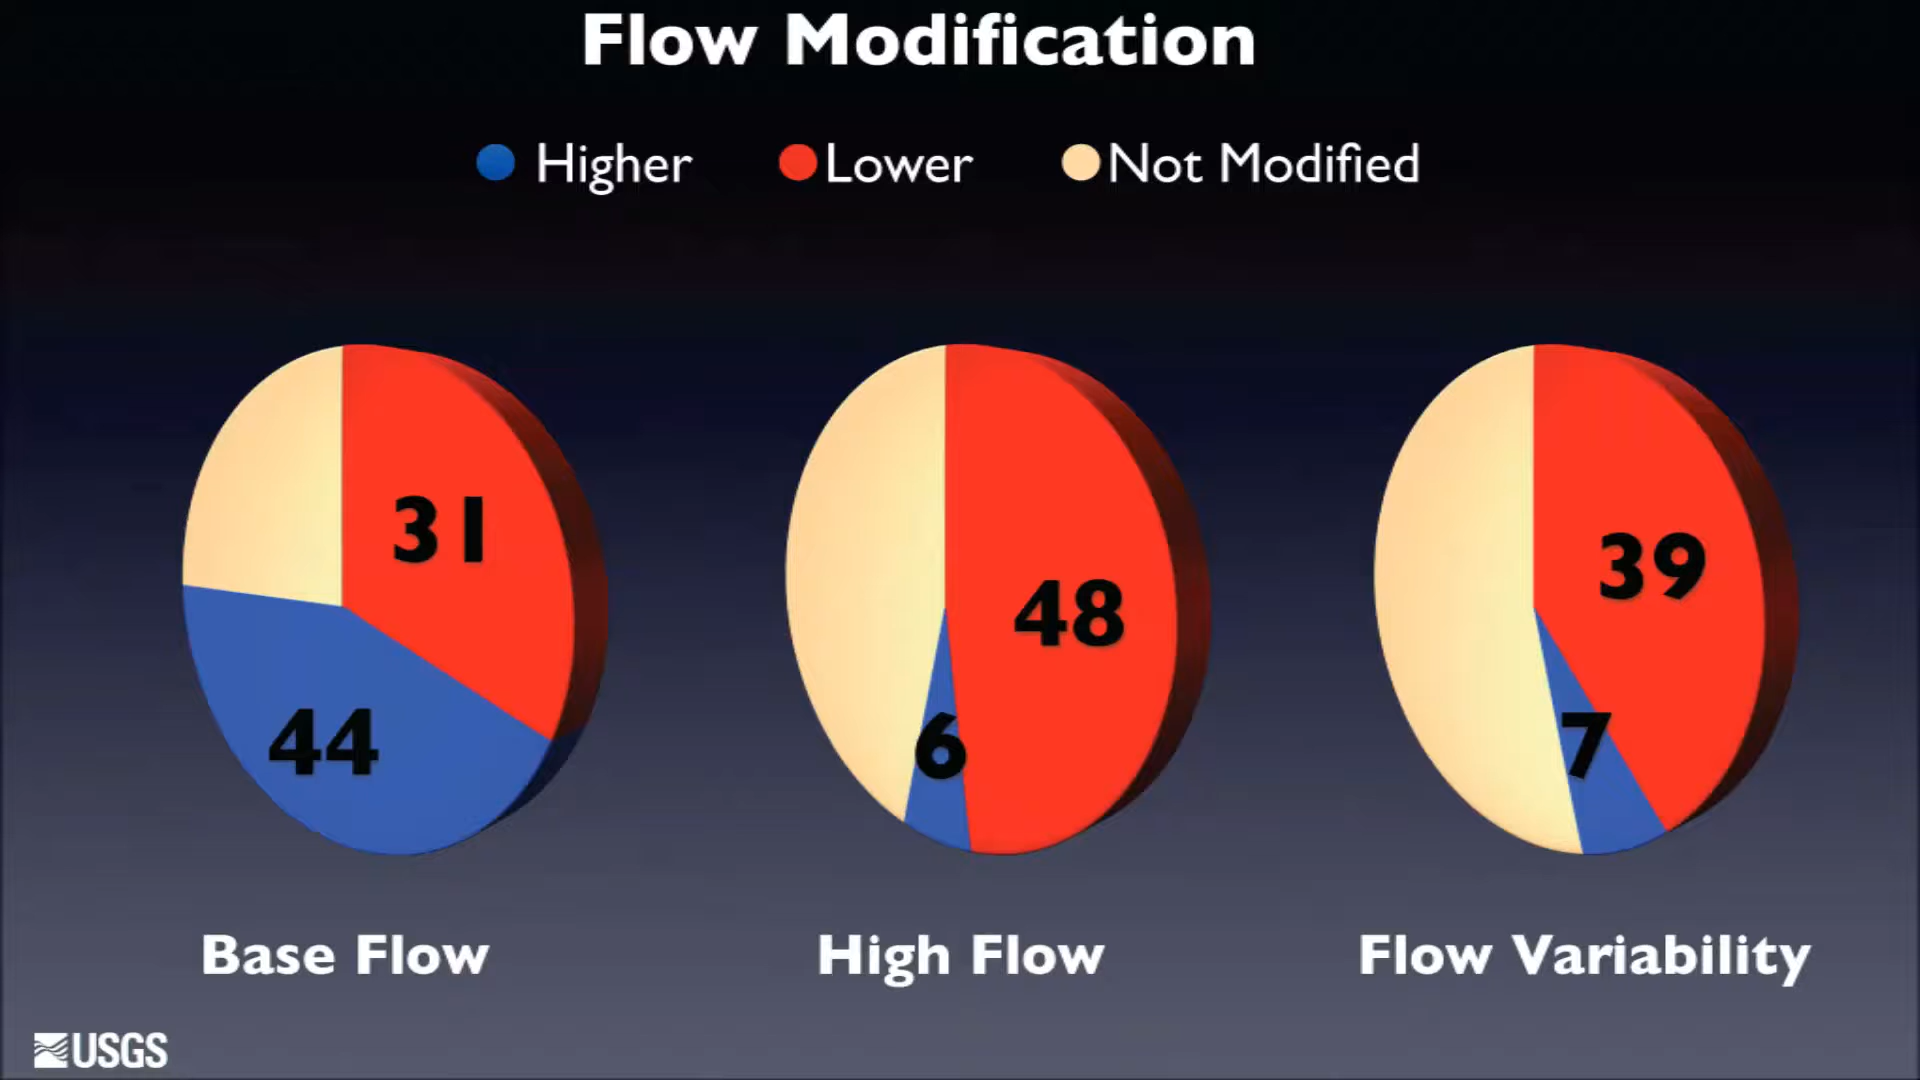 Flow Modification
Higher Lower Not Modified
31 48 39
44 6 7
Base Flow High Flow Flow Variability
USGS